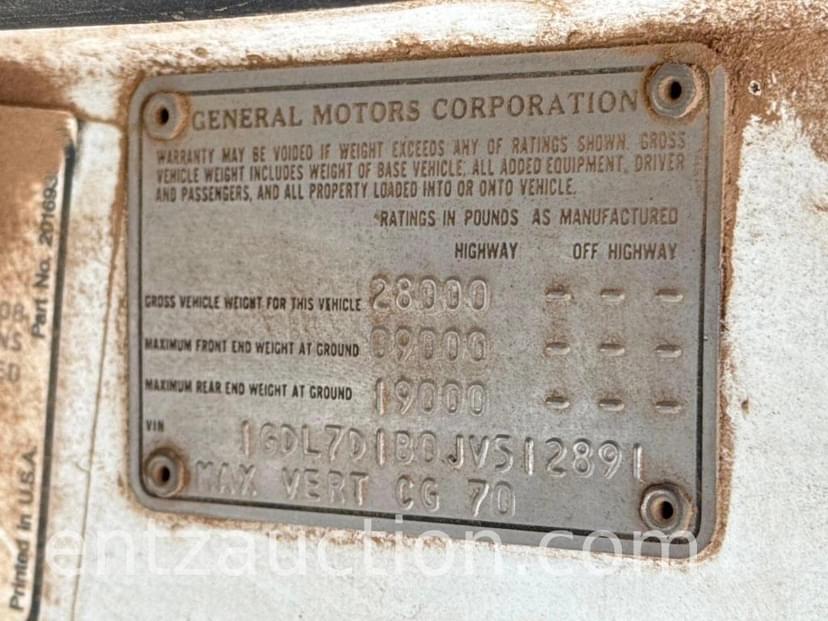 GENERAL MOTORS CORPORATION
WARRANTY MAY BE VOIDED IF WEIGHT EXCEEDS ANY OF RATINGS SHOWN. GROSS
VEHICLE WEIGHT INCLUDES WEIGHT OF BASE VEHICLE, ALL ADDED EQUIPMENT, DRIVER
AND PASSENGERS, AND ALL PROPERTY LOADED INTO OR ONTO VEHICLE.
RATINGS IN POUNDS AS MANUFACTURED
HIGHWAY OFF HIGHWAY
GROSS VEHICLE WEIGHT FOR THIS VEHICLE 28000 - - -
MAXIMUM FRONT END WEIGHT AT GROUND 09000 - - -
MAXIMUM REAR END WEIGHT AT GROUND 19000 - - -
VIN
1GDL7D1B0JV512891
MAX VERT CG 70
Part No.
Printed in U.S.A.
entzauction.com